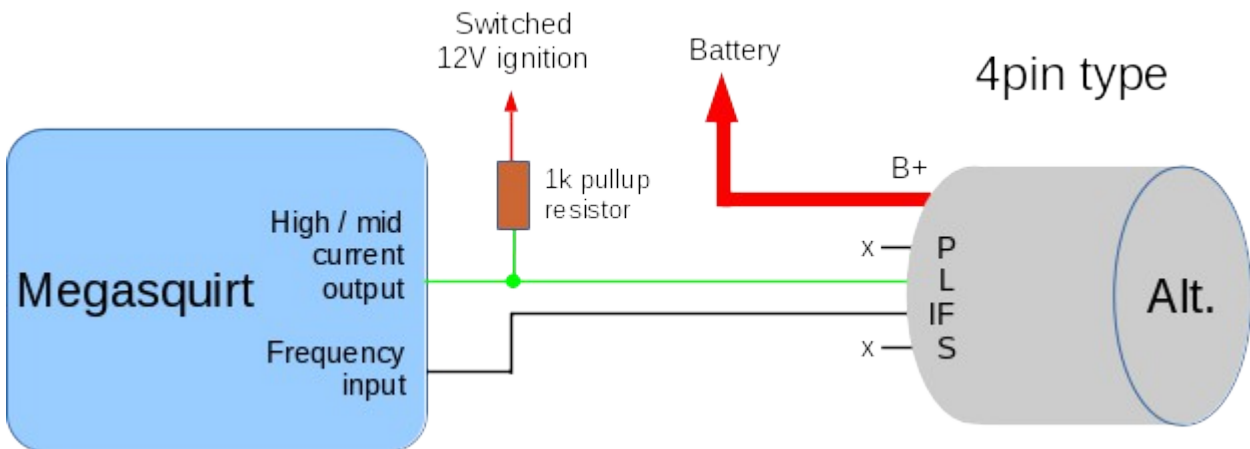 Switched
12V ignition
Battery
4pin type
B+
1k pullup
resistor
High / mid
current
output
Megasquirt
Frequency
input
x
P
L
IF
x
S
Alt.